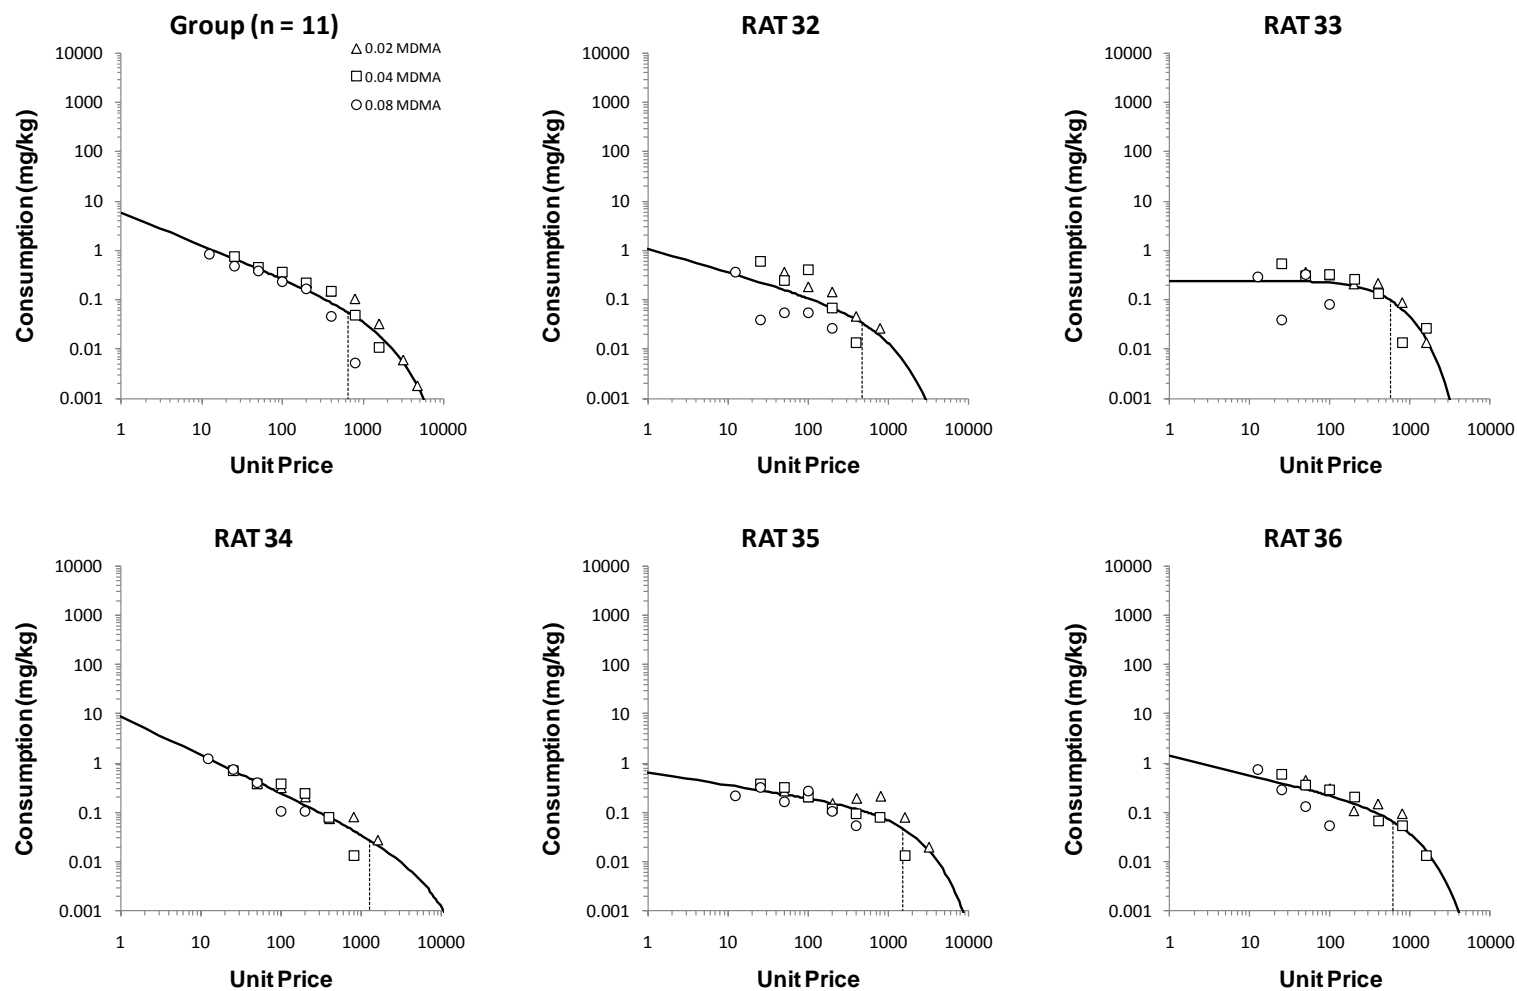 Group (n = 11)
△ 0.02 MDMA
□ 0.04 MDMA
○ 0.08 MDMA
Consumption (mg/kg)
10000
1000
100
10
1
0.1
0.01
0.001
1 10 100 1000 10000
Unit Price
RAT 32
Consumption (mg/kg)
10000
1000
100
10
1
0.1
0.01
0.001
1 10 100 1000 10000
Unit Price
RAT 33
Consumption (mg/kg)
10000
1000
100
10
1
0.1
0.01
0.001
1 10 100 1000 10000
Unit Price
RAT 34
Consumption (mg/kg)
10000
1000
100
10
1
0.1
0.01
0.001
1 10 100 1000 10000
Unit Price
RAT 35
Consumption (mg/kg)
10000
1000
100
10
1
0.1
0.01
0.001
1 10 100 1000 10000
Unit Price
RAT 36
Consumption (mg/kg)
10000
1000
100
10
1
0.1
0.01
0.001
1 10 100 1000 10000
Unit Price